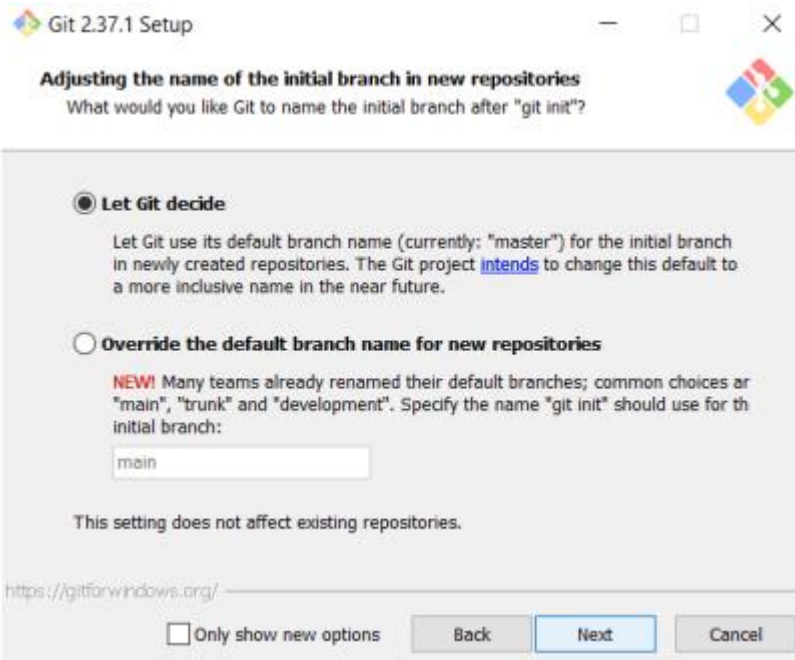 Git 2.37.1 Setup
Adjusting the name of the initial branch in new repositories
What would you like Git to name the initial branch after "git init"?
Let Git decide
Let Git use its default branch name (currently: "master") for the initial branch
in newly created repositories. The Git project intends to change this default to
a more inclusive name in the near future.
Override the default branch name for new repositories
NEW! Many teams already renamed their default branches; common choices ar
"main", "trunk" and "development". Specify the name "git init" should use for th
initial branch:
main
This setting does not affect existing repositories.
https://gitforwindows.org/
Only show new options
Back
Next
Cancel